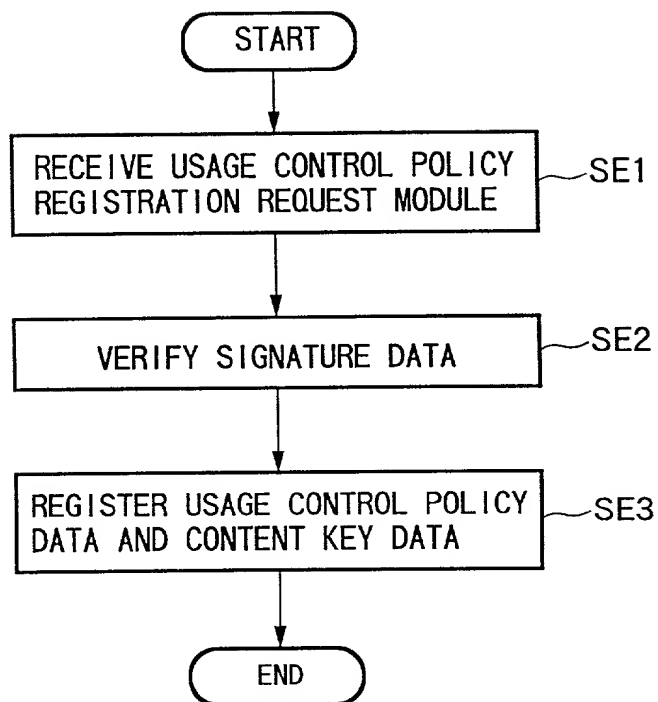 START
RECEIVE USAGE CONTROL POLICY
REGISTRATION REQUEST MODULE
SE1
VERIFY SIGNATURE DATA
SE2
REGISTER USAGE CONTROL POLICY
DATA AND CONTENT KEY DATA
SE3
END